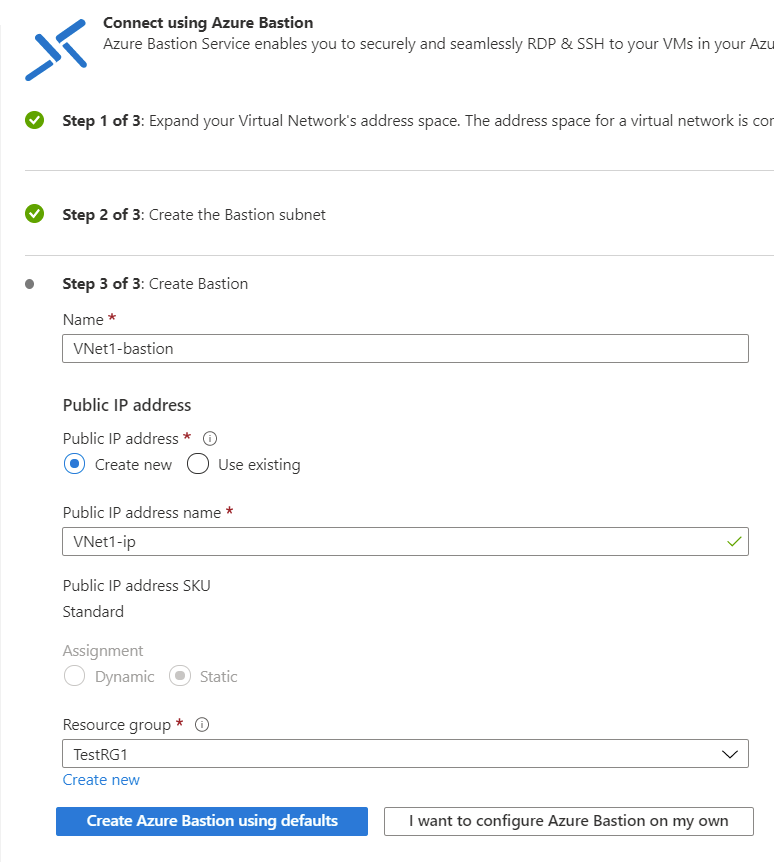 Connect using Azure Bastion
Azure Bastion Service enables you to securely and seamlessly RDP & SSH to your VMs in your
Step 1 of 3: Expand your Virtual Network's address space. The address space for a virtual network is
Step 2 of 3: Create the Bastion subnet
Step 3 of 3: Create Bastion
Name *
VNet1-bastion
Public IP address
Public IP address *
Create new Use existing
Public IP address name *
VNet1-ip
Public IP address SKU
Standard
Assignment
Dynamic Static
Resource group *
TestRG1
Create new
Create Azure Bastion using defaults I want to configure Azure Bastion on my own